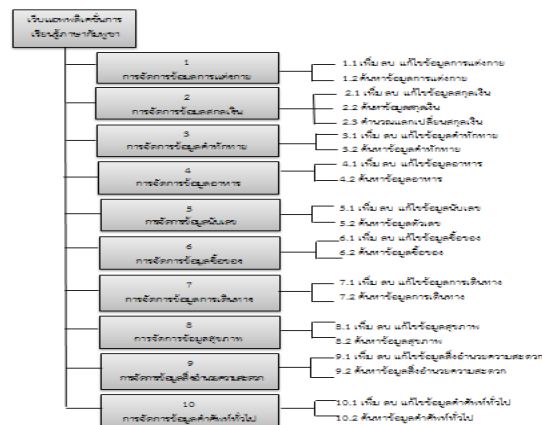 เว็บแอพพลิเคชั่นการ
เรียนรู้ภาษากัมพูชา
1
การจัดการข้อมูลการแต่งกาย
1.1 เพิ่ม ลบ แก้ไขข้อมูลการแต่งกาย
1.2 ค้นหาข้อมูลการแต่งกาย
2
การจัดการข้อมูลสกุลเงิน
2.1 เพิ่ม ลบ แก้ไขข้อมูลสกุลเงิน
2.2 ค้นหาข้อมูลสกุลเงิน
2.3 คำนวณแลกเปลี่ยนสกุลเงิน
3
การจัดการข้อมูลคำทักทาย
3.1 เพิ่ม ลบ แก้ไขข้อมูลคำทักทาย
3.2 ค้นหาข้อมูลคำทักทาย
4
การจัดการข้อมูลอาหาร
4.1 เพิ่ม ลบ แก้ไขข้อมูลอาหาร
4.2 ค้นหาข้อมูลอาหาร
5
การจัดการข้อมูลนับเลข
5.1 เพิ่ม ลบ แก้ไขข้อมูลนับเลข
5.2 ค้นหาข้อมูลตัวเลข
6
การจัดการข้อมูลซื้อของ
6.1 เพิ่ม ลบ แก้ไขข้อมูลซื้อของ
6.2 ค้นหาข้อมูลซื้อของ
7
การจัดการข้อมูลการเดินทาง
7.1 เพิ่ม ลบ แก้ไขข้อมูลการเดินทาง
7.2 ค้นหาข้อมูลการเดินทาง
8
การจัดการข้อมูลสุขภาพ
8.1 เพิ่ม ลบ แก้ไขข้อมูลสุขภาพ
8.2 ค้นหาข้อมูลสุขภาพ
9
การจัดการข้อมูลสิ่งอำนวยความสะดวก
9.1 เพิ่ม ลบ แก้ไขข้อมูลสิ่งอำนวยความสะดวก
9.2 ค้นหาข้อมูลสิ่งอำนวยความสะดวก
10
การจัดการข้อมูลคำศัพท์ทั่วไป
10.1 เพิ่ม ลบ แก้ไขข้อมูลคำศัพท์ทั่วไป
10.2 ค้นหาข้อมูลคำศัพท์ทั่วไป